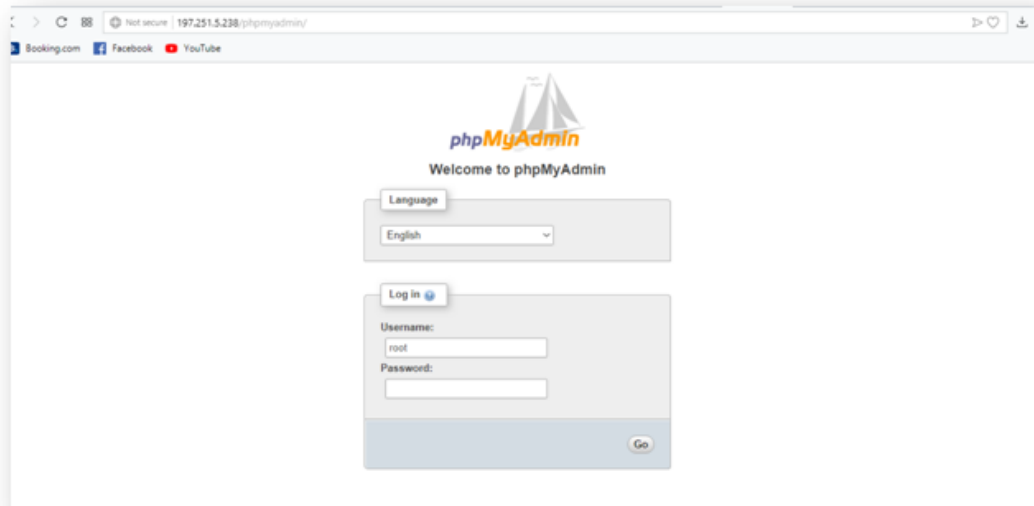 Not secure 197.251.5.238/phpmyadmin/
Booking.com Facebook YouTube
phpMyAdmin
Welcome to phpMyAdmin
Language
English
Log in
Username:
root
Password:
Go